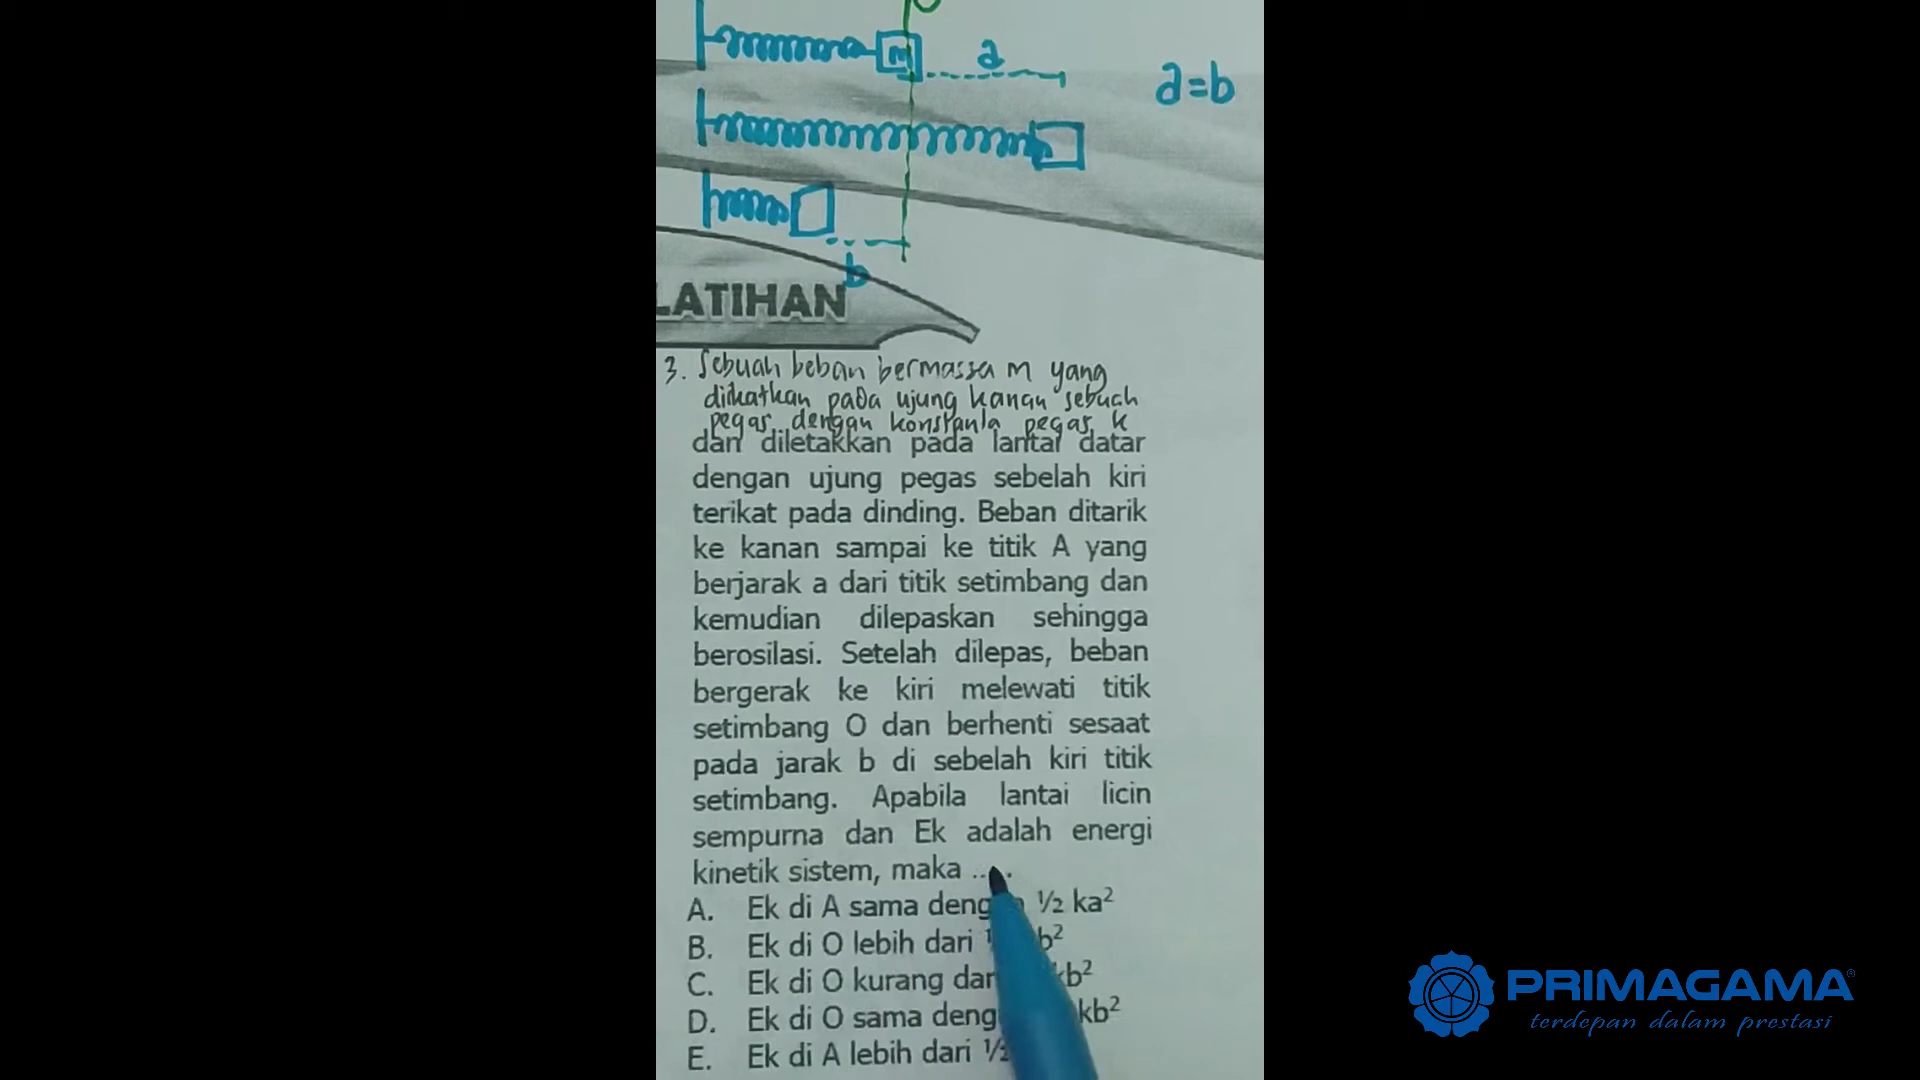 m
a
a=b
b
LATIHAN
3. Sebuah beban bermassa m yang
diikatkan pada ujung kanan sebuah
pegas dengan konstanta pegas k
dan diletakkan pada lantai datar
dengan ujung pegas sebelah kiri
terikat pada dinding. Beban ditarik
ke kanan sampai ke titik A yang
berjarak a dari titik setimbang dan
kemudian dilepaskan sehingga
berosilasi. Setelah dilepas, beban
bergerak ke kiri melewati titik
setimbang O dan berhenti sesaat
pada jarak b di sebelah kiri titik
setimbang. Apabila lantai licin
sempurna dan Ek adalah energi
kinetik sistem, maka ....
A. Ek di A sama deng ½ ka²
B. Ek di O lebih dari b²
C. Ek di O kurang dar kb²
D. Ek di O sama deng kb²
E. Ek di A lebih dari ½
PRIMAGAMA®
terdepan dalam prestasi